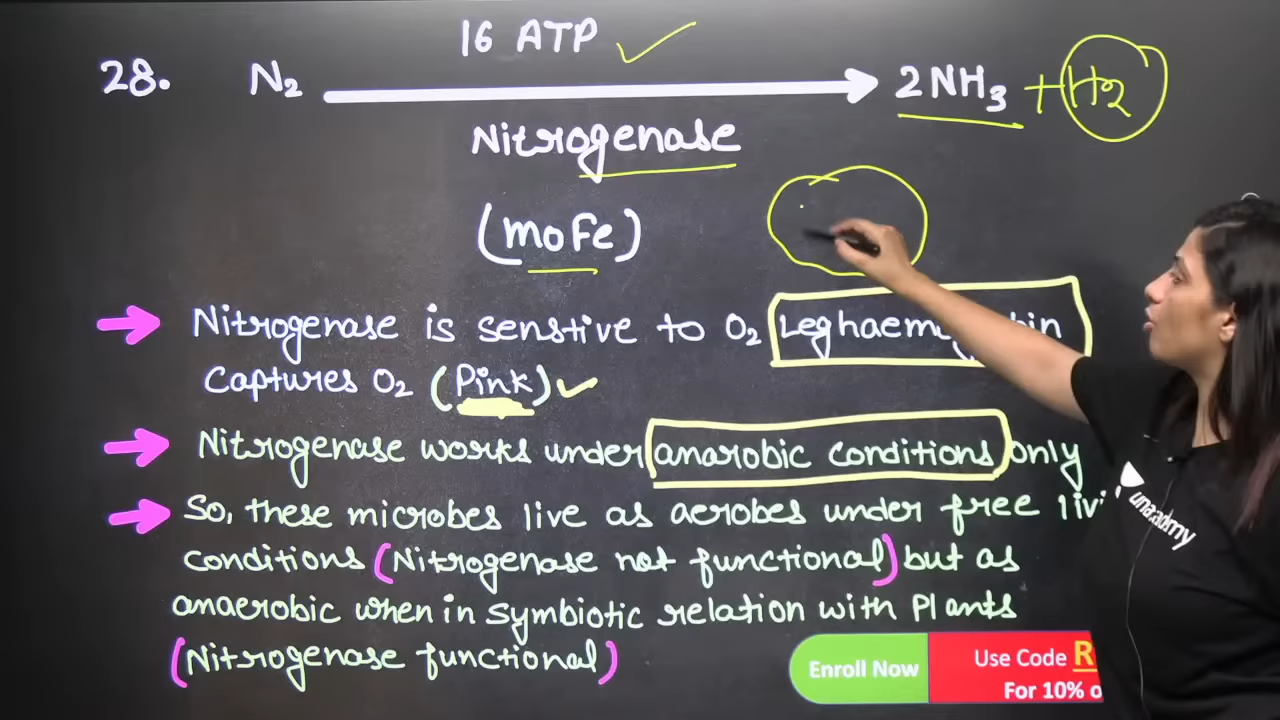 16 ATP
28. N₂ 2NH₃ + H₂
Nitrogenase
(MoFe)
Nitrogenase is senstive to O₂
captures O₂ (Pink)
Nitrogenase works under anarobic conditions only
So, these microbes live as aerobes under free
conditions (Nitrogenase not functional) but as
anaerobic when in symbiotic relation with Plants
(Nitrogenase functional)
unacademy
Enroll Now
Use Code
For 10%